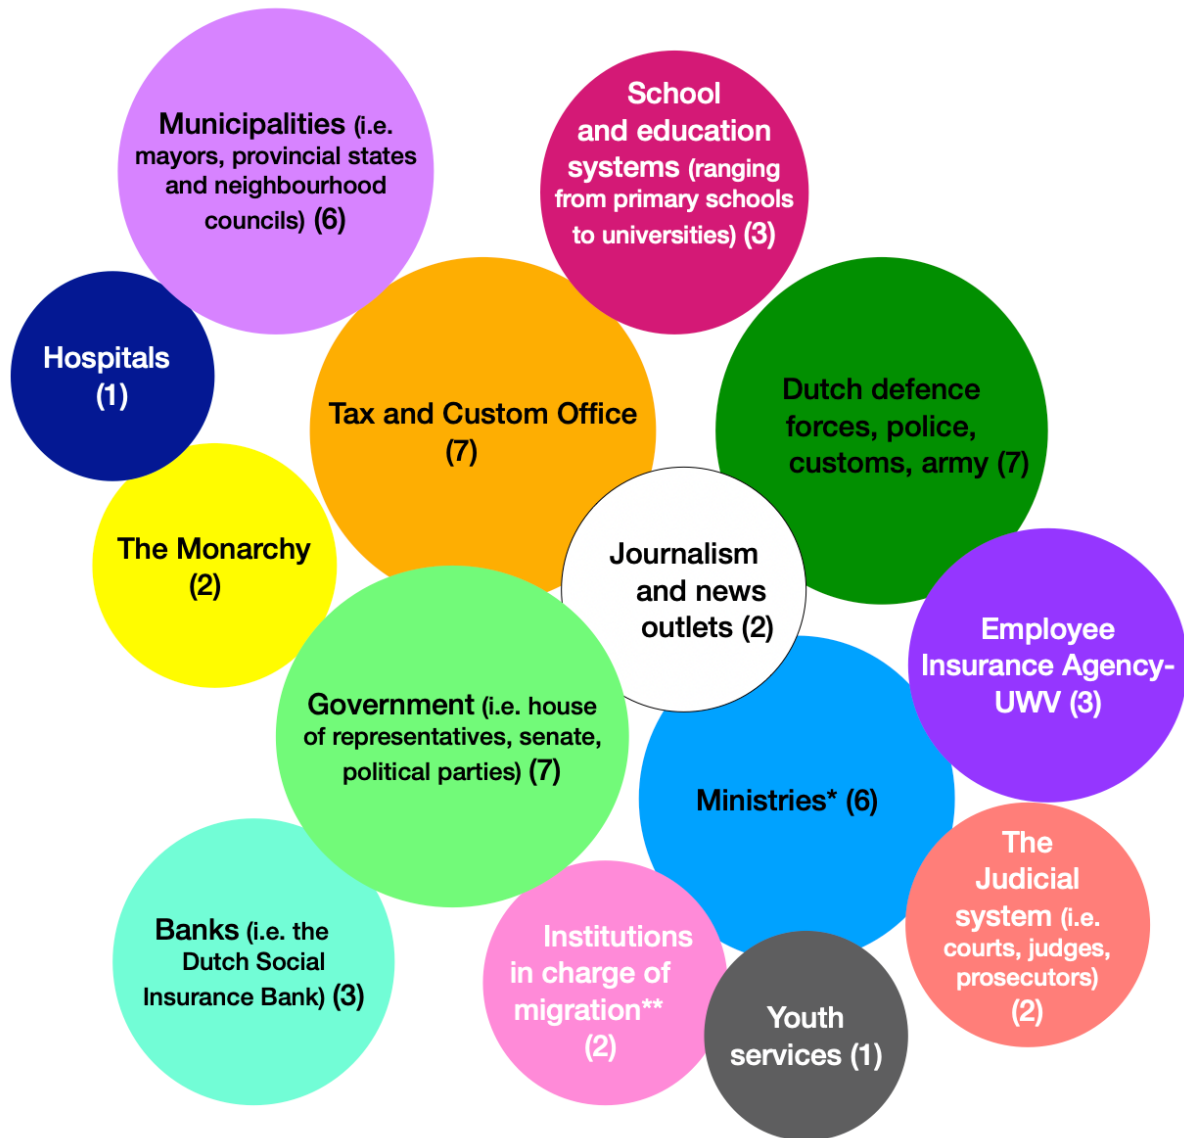 Municipalities (i.e.
mayors, provincial states
and neighbourhood
councils) (6)
School
and education
systems (ranging
from primary schools
to universities) (3)
Hospitals
(1)
Tax and Custom Office
(7)
Dutch defence
forces, police,
customs, army (7)
The Monarchy
(2)
Journalism
and news
outlets (2)
Employee
Insurance Agency-
UWV (3)
Government (i.e. house
of representatives, senate,
political parties) (7)
Ministries* (6)
The
Judicial
system (i.e.
courts, judges,
prosecutors)
(2)
Banks (i.e. the
Dutch Social
Insurance Bank) (3)
Institutions
in charge of
migration**
(2)
Youth
services (1)